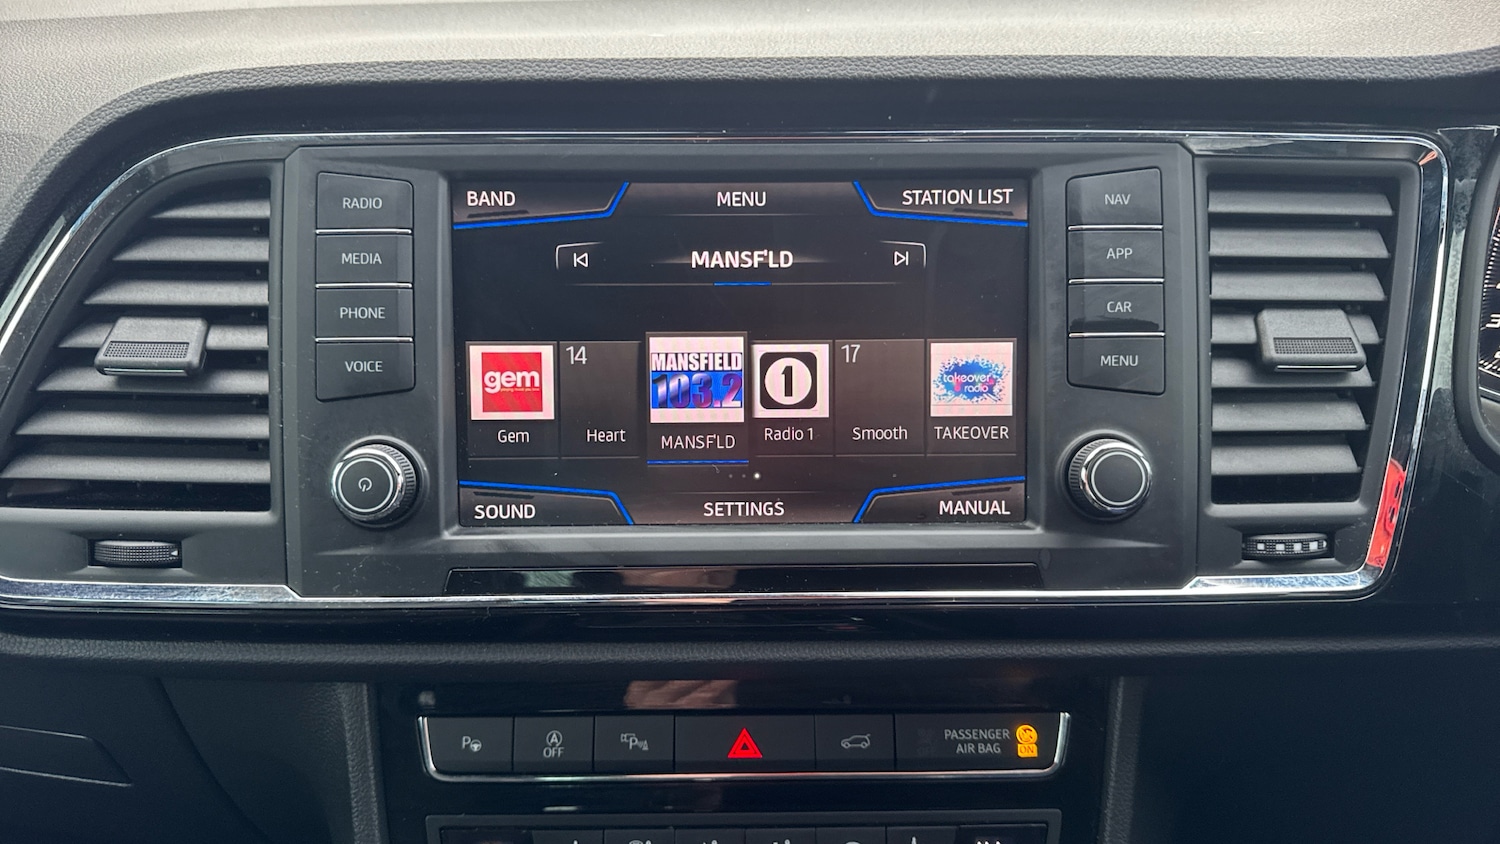 RADIO
MEDIA
PHONE
VOICE
BAND
MENU
STATION LIST
MANSF'LD
gem
Gem
14
Heart
MANSFIELD
103.2
MANSF'LD
1
Radio 1
17
Smooth
takeover
radio
TAKEOVER
SOUND
SETTINGS
MANUAL
NAV
APP
CAR
MENU
P
A
OFF
P
PASSENGER
AIR BAG
ON